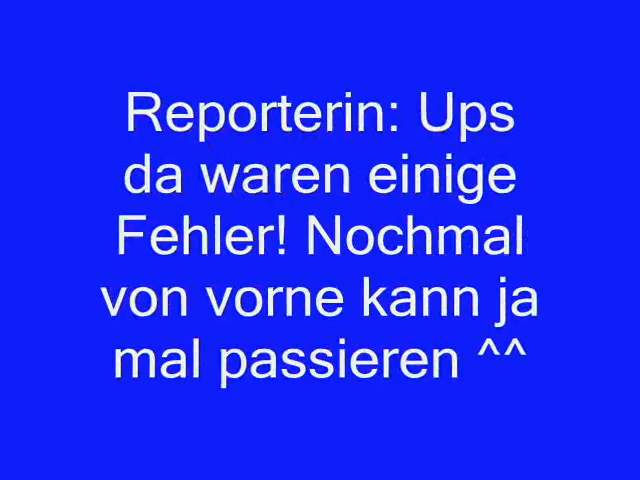 Reporterin: Ups
da waren einige
Fehler! Nochmal
von vorne kann ja
mal passieren ^^